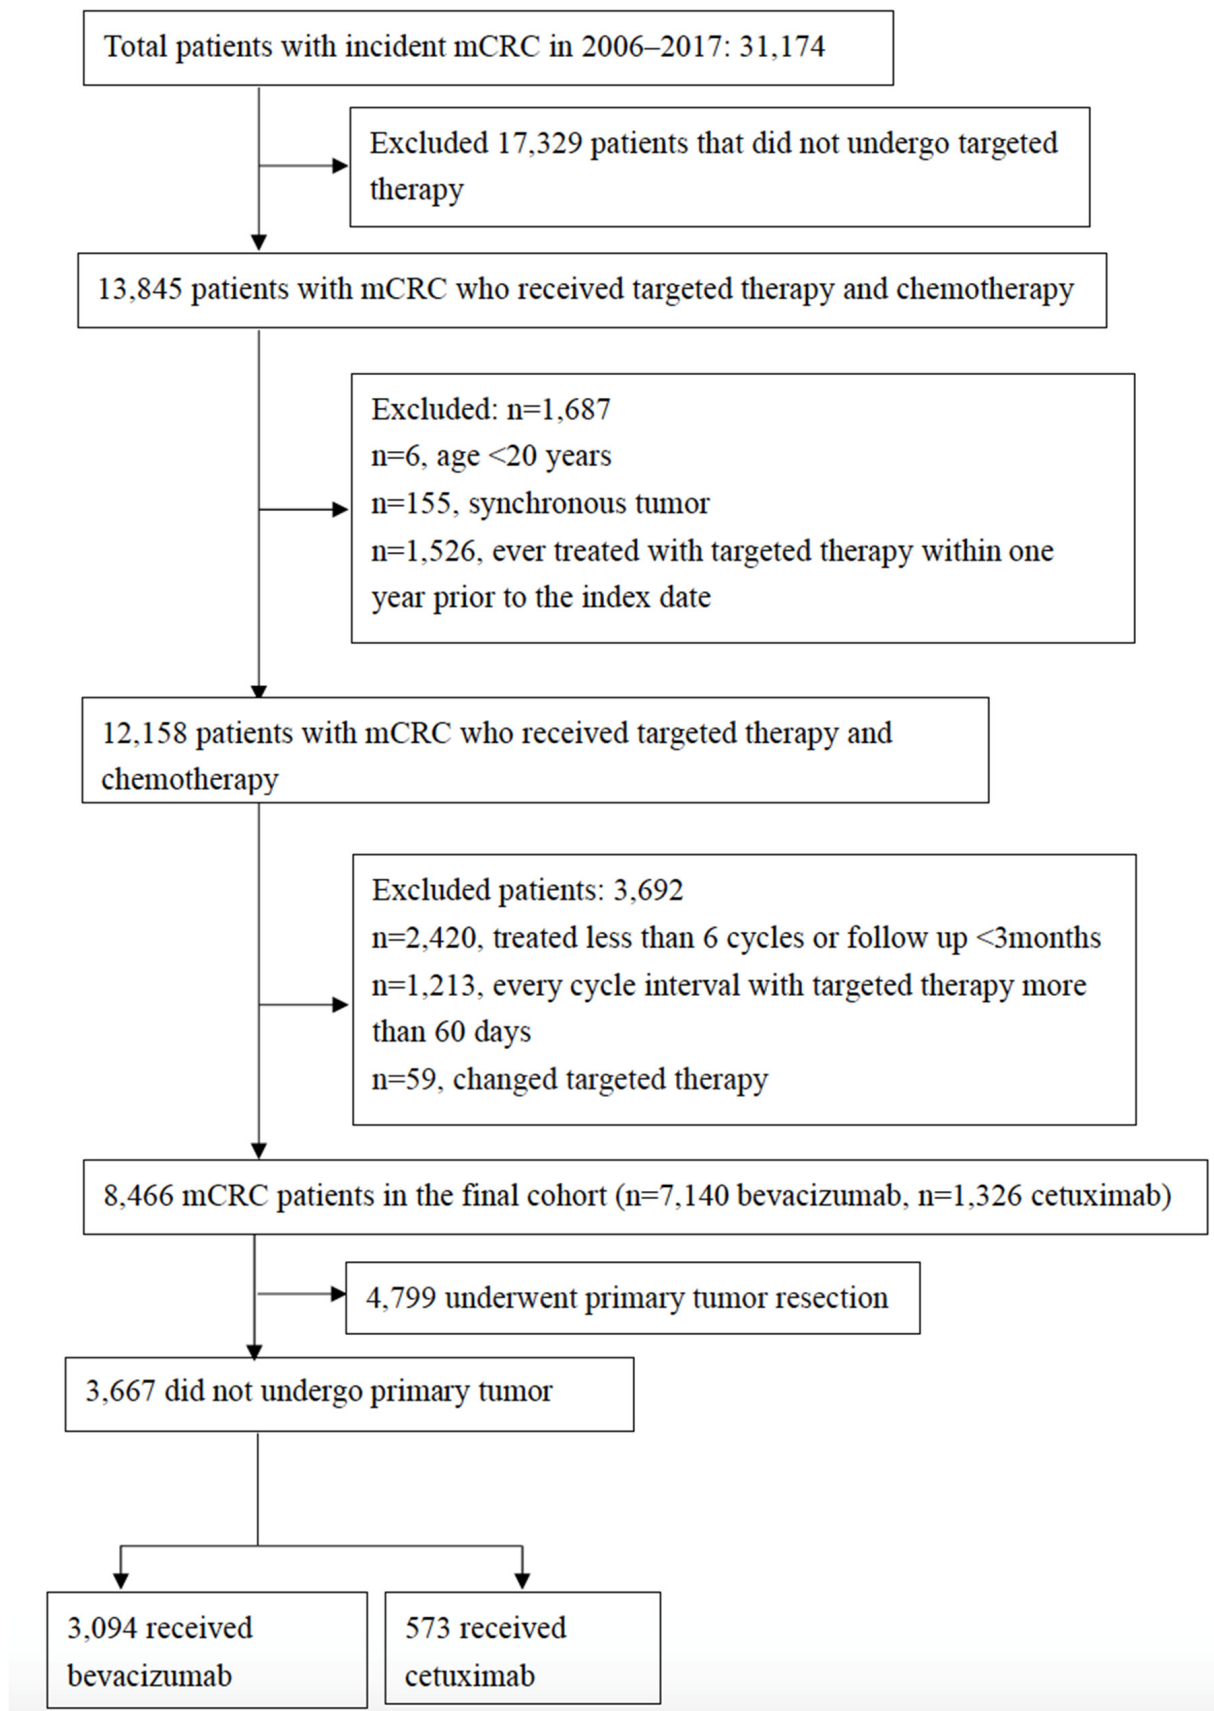 Total patients with incident mCRC in 2006–2017: 31,174
Excluded 17,329 patients that did not undergo targeted
therapy
13,845 patients with mCRC who received targeted therapy and chemotherapy
Excluded: n=1,687
n=6, age <20 years
n=155, synchronous tumor
n=1,526, ever treated with targeted therapy within one
year prior to the index date
12,158 patients with mCRC who received targeted therapy and
chemotherapy
Excluded patients: 3,692
n=2,420, treated less than 6 cycles or follow up <3months
n=1,213, every cycle interval with targeted therapy more
than 60 days
n=59, changed targeted therapy
8,466 mCRC patients in the final cohort (n=7,140 bevacizumab, n=1,326 cetuximab)
4,799 underwent primary tumor resection
3,667 did not undergo primary tumor
3,094 received
bevacizumab
573 received
cetuximab